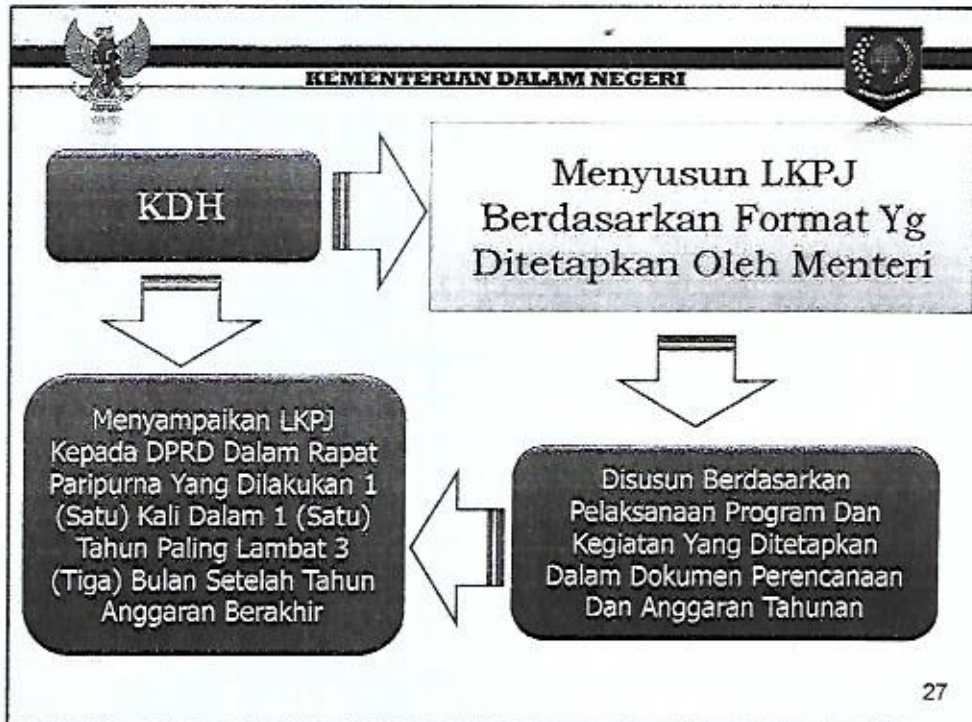 KEMENTERIAN DALAM NEGERI
KDH
Menyusun LKPJ
Berdasarkan Format Yg
Ditetapkan Oleh Menteri
Menyampaikan LKPJ
Kepada DPRD Dalam Rapat
Paripurna Yang Dilakukan 1
(Satu) Kali Dalam 1 (Satu)
Tahun Paling Lambat 3
(Tiga) Bulan Setelah Tahun
Anggaran Berakhir
Disusun Berdasarkan
Pelaksanaan Program Dan
Kegiatan Yang Ditetapkan
Dalam Dokumen Perencanaan
Dan Anggaran Tahunan
27